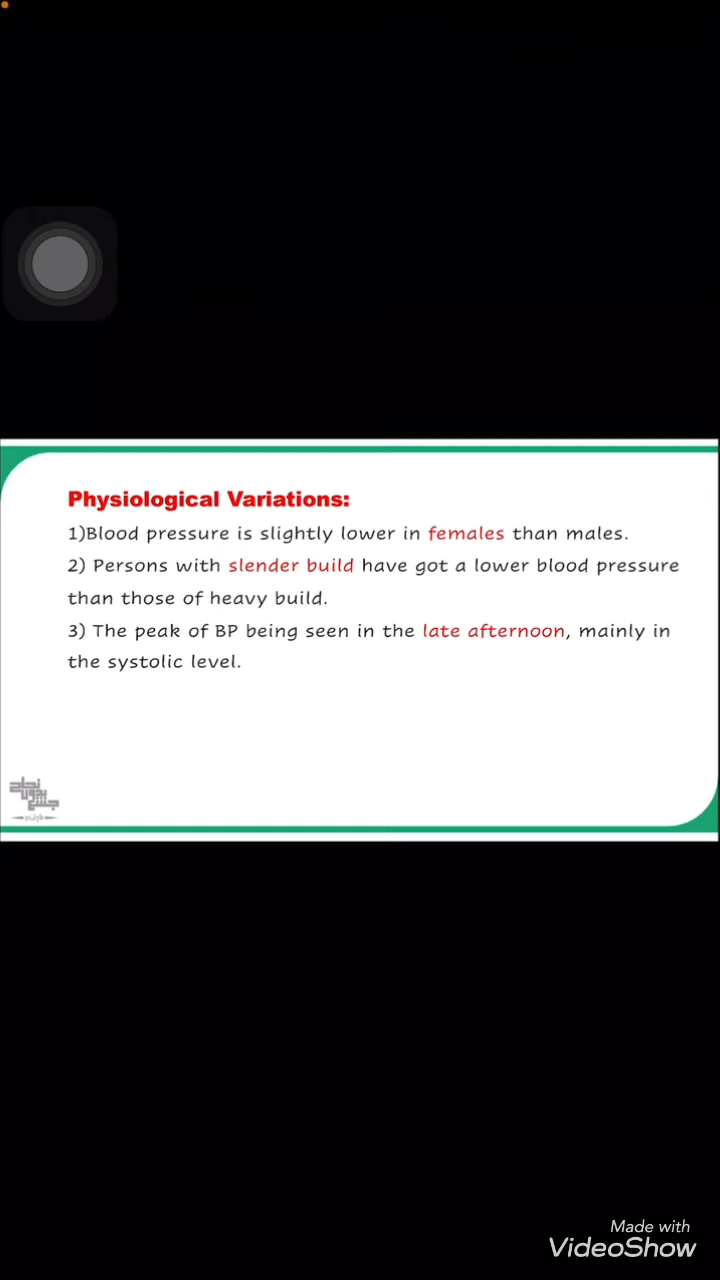 Physiological Variations:
1)Blood pressure is slightly lower in females than males.
2) Persons with slender build have got a lower blood pressure
than those of heavy build.
3) The peak of BP being seen in the late afternoon, mainly in
the systolic level.
Made with
VideoShow